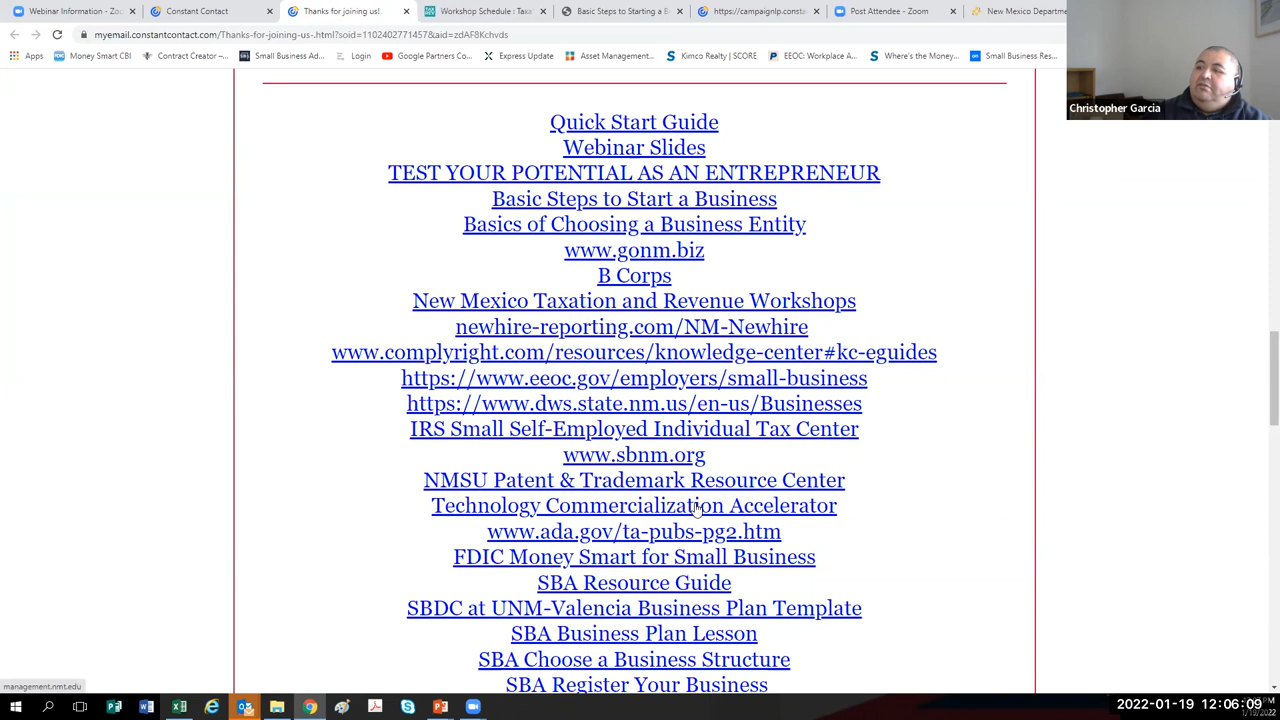 Webinar Information - Zo
Constant Contact
Thanks for joining us!
Workshop Schedule : Taxa
Basic Steps to Starting a B
https://campaignlp.consta
Post Attendee - Zoom
New Mexico Departme
myemail.constantcontact.com/Thanks-for-joining-us-.html?soid=1102402771457&aid=zdAF8Kchvds
Apps
Money Smart CBI
Contract Creator –...
Small Business Ad...
Login
Google Partners Co...
Express Update
Asset Management...
Kimco Realty | SCORE
EEOC: Workplace A...
Where's the Money...
Small Business Res...
Christopher Garcia
Quick Start Guide
Webinar Slides
TEST YOUR POTENTIAL AS AN ENTREPRENEUR
Basic Steps to Start a Business
Basics of Choosing a Business Entity
www.gonm.biz
B Corps
New Mexico Taxation and Revenue Workshops
newhire-reporting.com/NM-Newhire
www.complyright.com/resources/knowledge-center#kc-eguides
https://www.eeoc.gov/employers/small-business
https://www.dws.state.nm.us/en-us/Businesses
IRS Small Self-Employed Individual Tax Center
www.sbnm.org
NMSU Patent & Trademark Resource Center
Technology Commercialization Accelerator
www.ada.gov/ta-pubs-pg2.htm
FDIC Money Smart for Small Business
SBA Resource Guide
SBDC at UNM-Valencia Business Plan Template
SBA Business Plan Lesson
SBA Choose a Business Structure
SBA Register Your Business
management.nmt.edu
2022-01-19 12:06:09